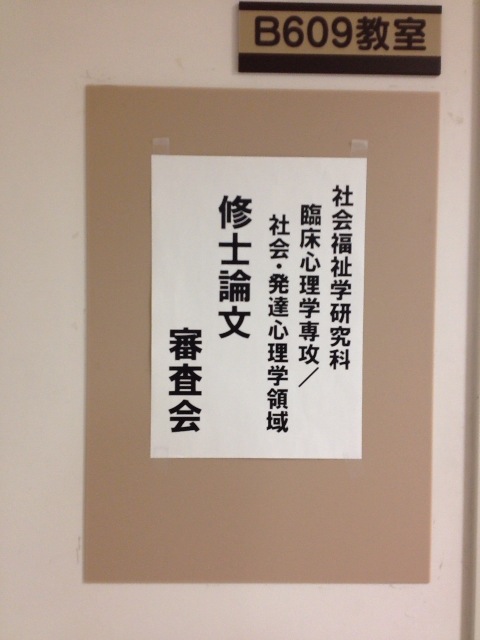 B609教室
社会福祉学研究科
臨床心理学専攻／
社会・発達心理学領域
修士論文
審査会